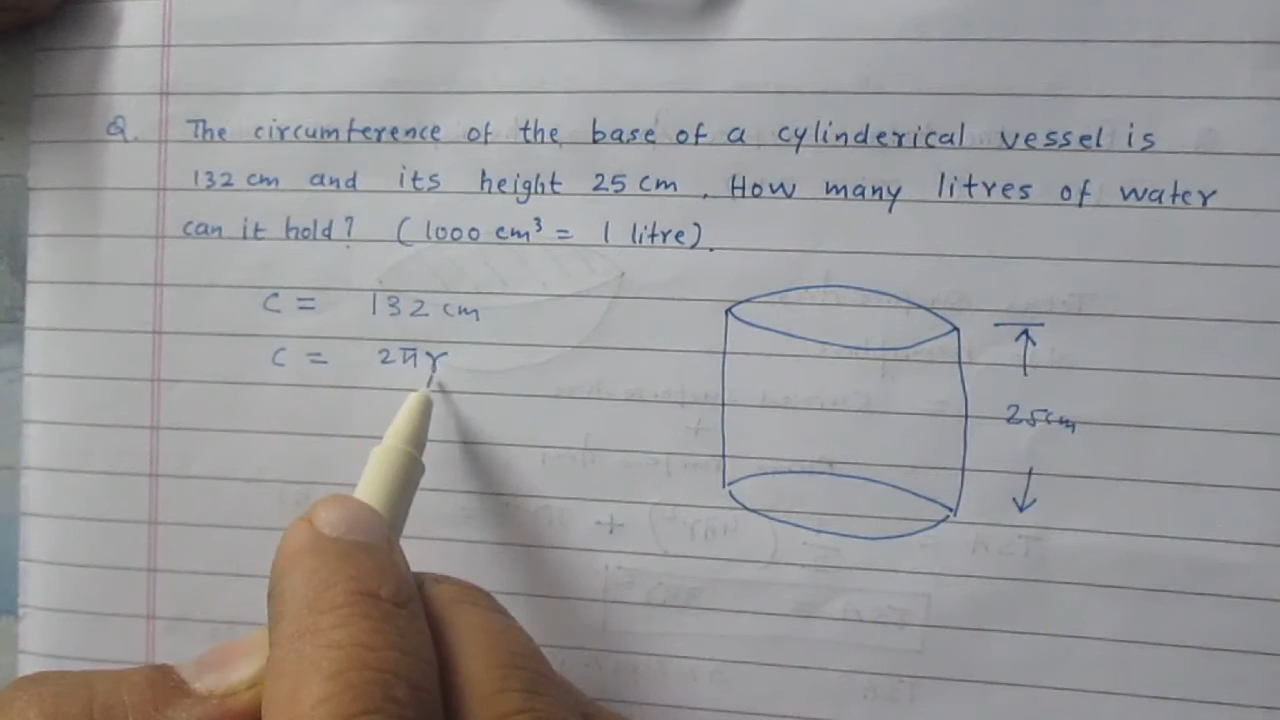 Q. The circumference of the base of a cylinderical vessel is
132 cm and its height 25 cm. How many litres of water
can it hold? (1000 cm³ = 1 litre).
C = 132 cm
C = 2πr
25cm